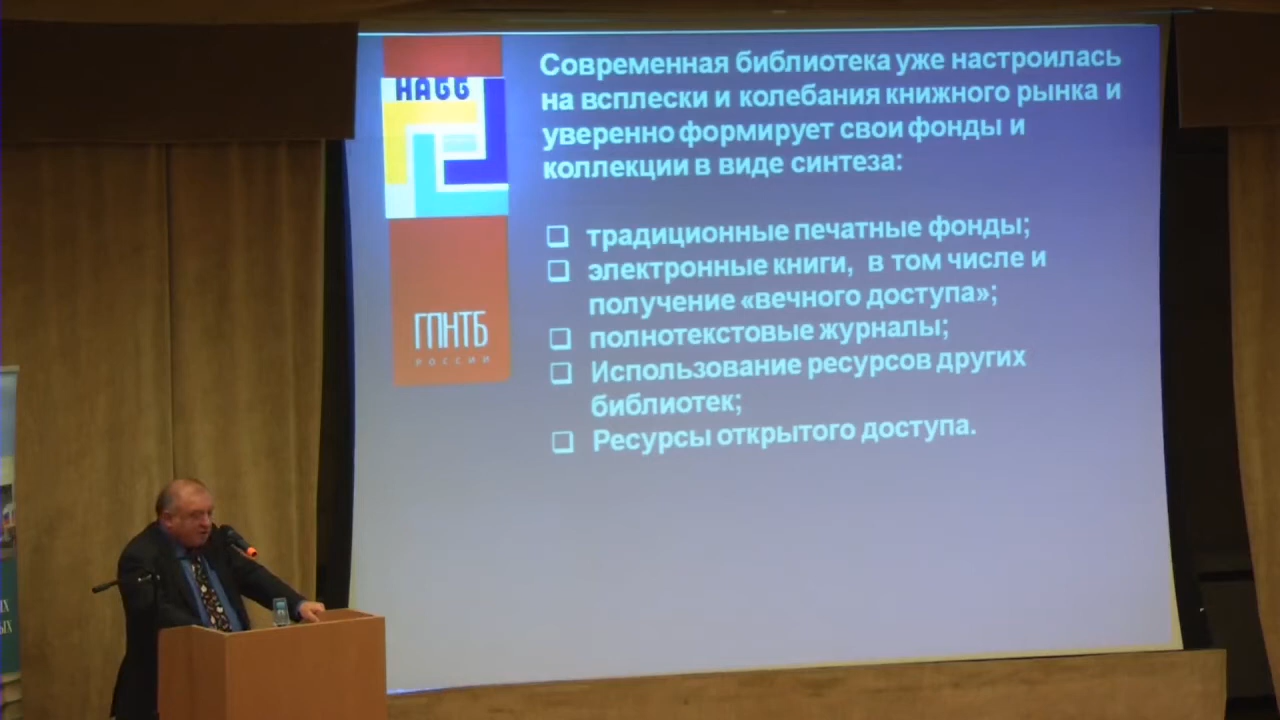 НАББ
ГПНТБ
РОССИИ
Современная библиотека уже настроилась
на всплески и колебания книжного рынка и
уверенно формирует свои фонды и
коллекции в виде синтеза:
традиционные печатные фонды;
электронные книги, в том числе и
получение «вечного доступа»;
полнотекстовые журналы;
Использование ресурсов других
библиотек;
Ресурсы открытого доступа.